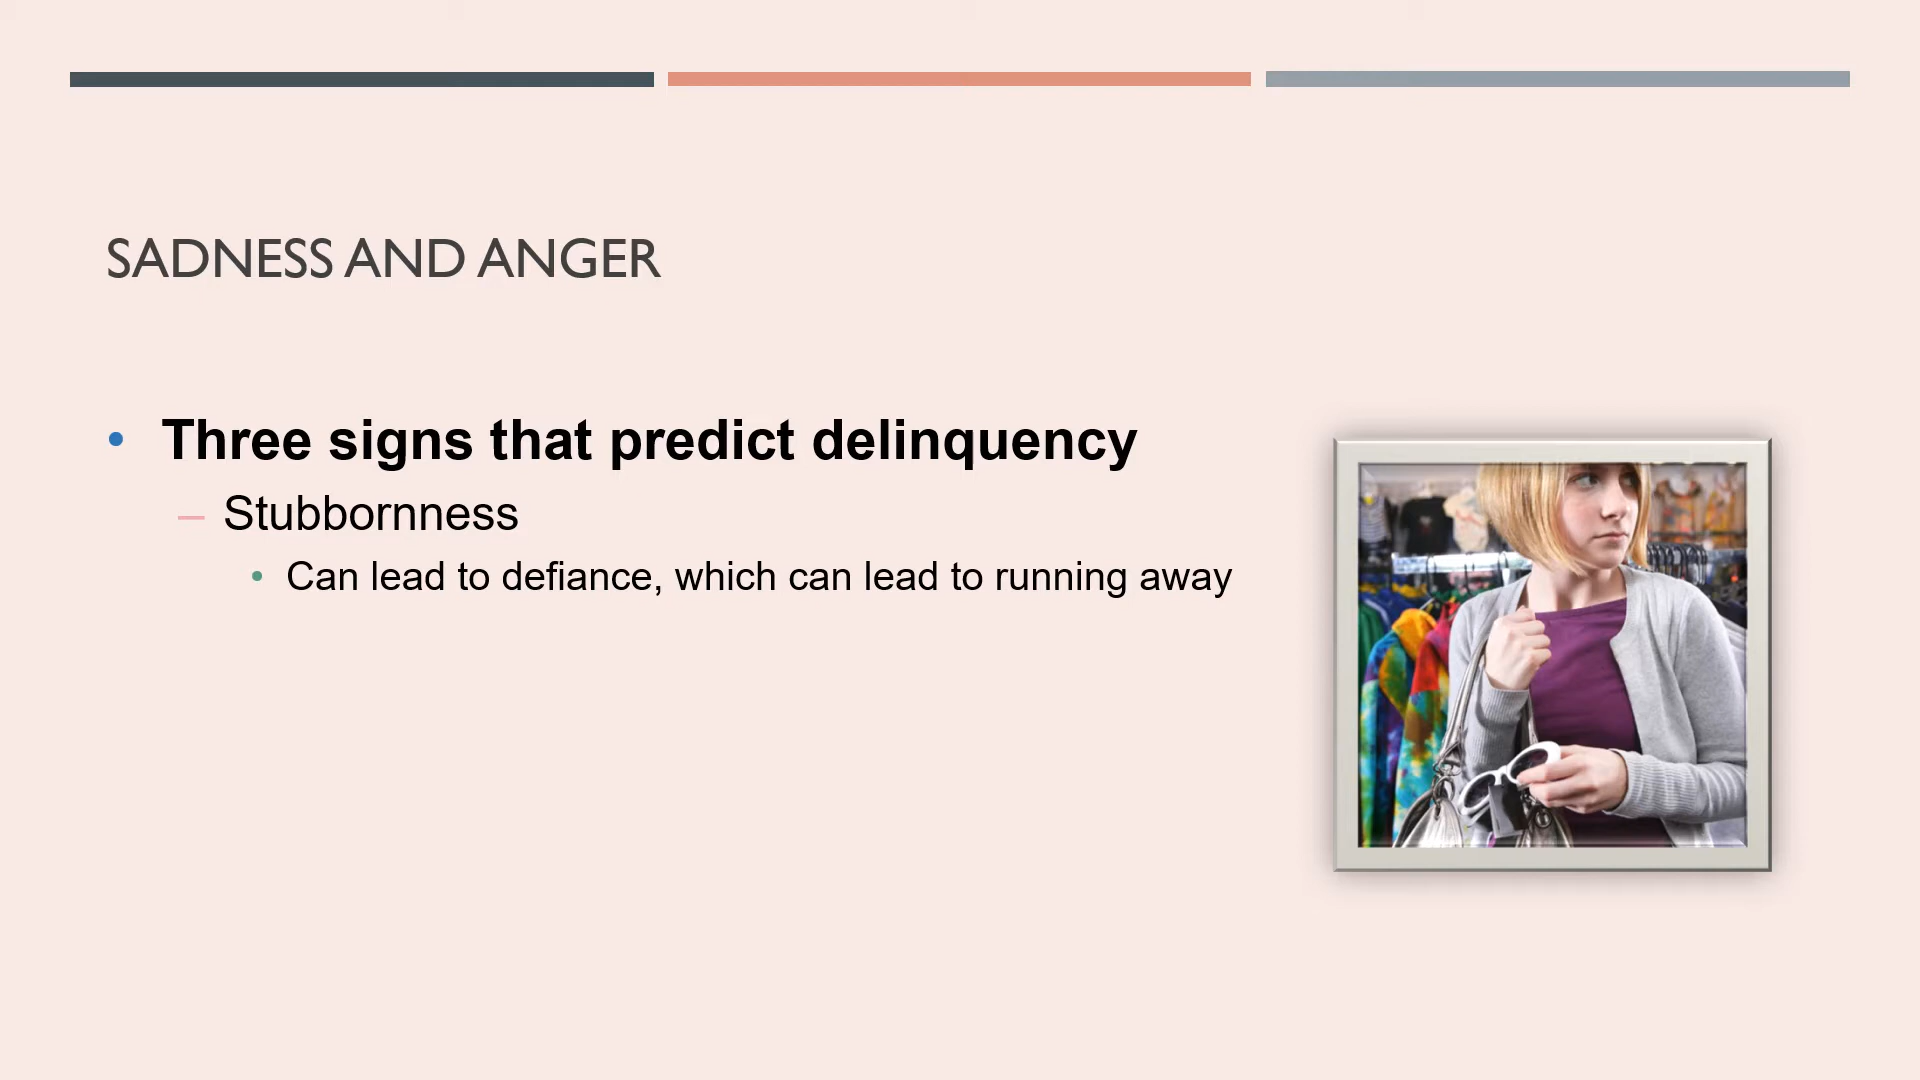 SADNESS AND ANGER
• Three signs that predict delinquency
– Stubbornness
• Can lead to defiance, which can lead to running away